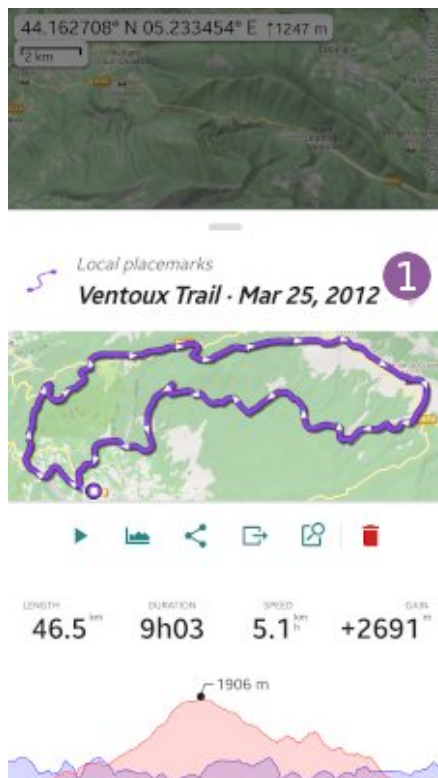 44.162708° N 05.233454° E ↑1247 m
2 km
Local placemarks
1
Ventoux Trail · Mar 25, 2012
LENGTH DURATION SPEED GAIN
46.5 km 9h03 5.1 km h +2691 m
1906 m